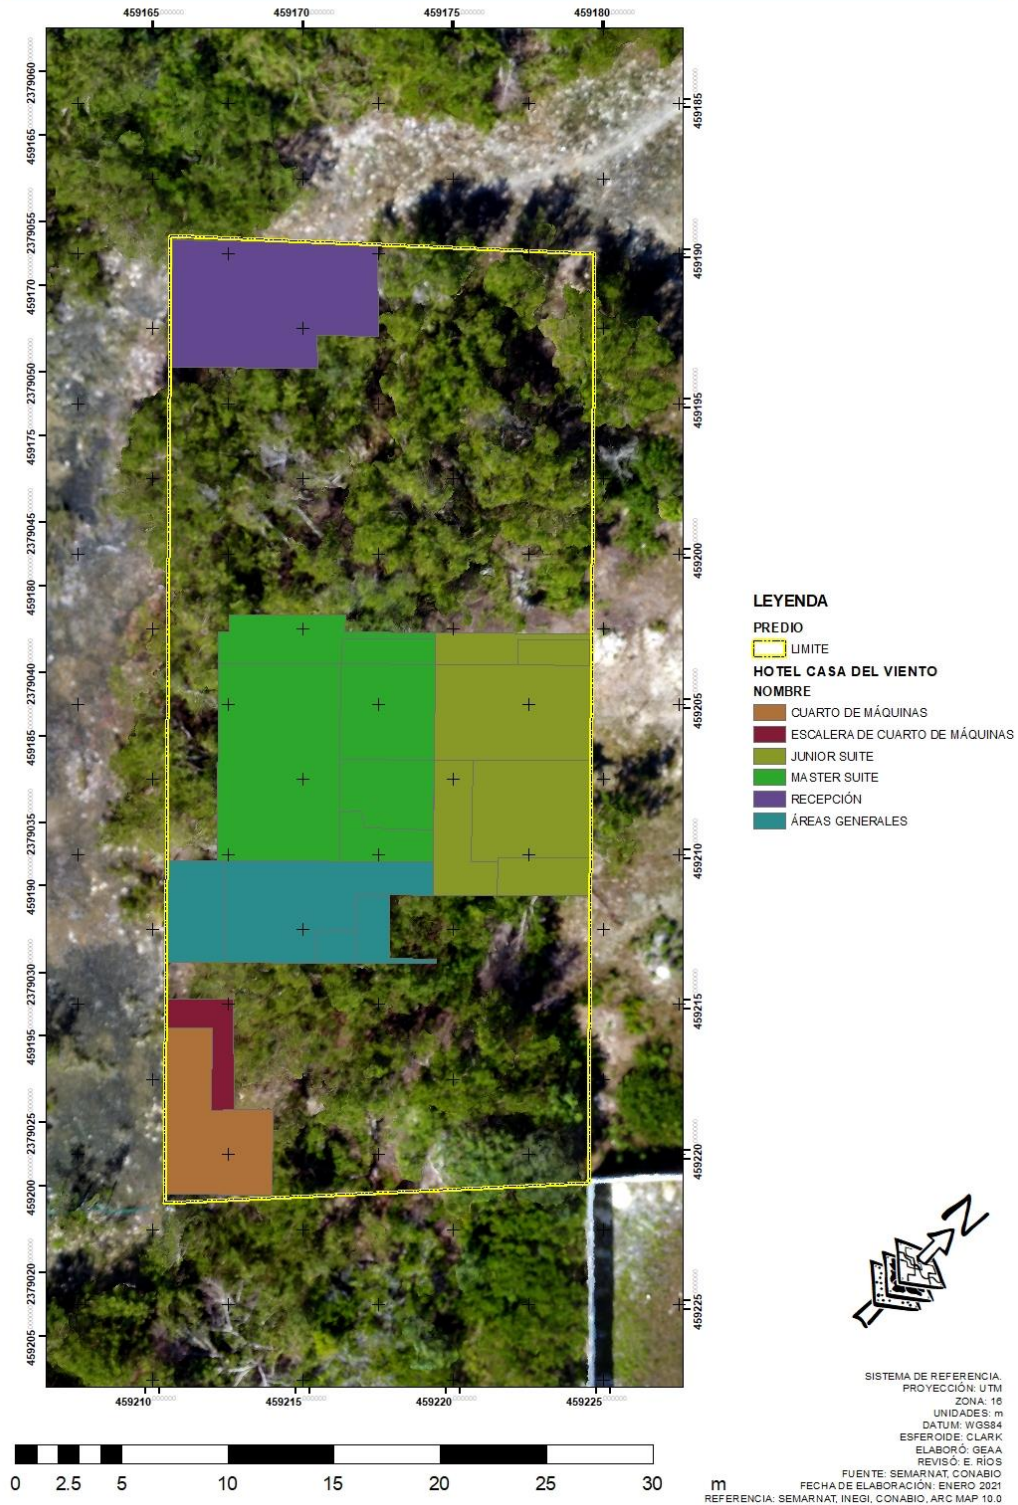 459165 459170 459175 459180
2379060
459165
2379055
459170
2379050
459175
2379045
459180
2379040
459185
2379035
459190
2379030
459195
2379025
459200
2379020
459205
459185
459190
459195
459200
459205
459210
459215
459220
459225
LEYENDA
PREDIO
LIMITE
HOTEL CASA DEL VIENTO
NOMBRE
CUARTO DE MÁQUINAS
ESCALERA DE CUARTO DE MÁQUINAS
JUNIOR SUITE
MASTER SUITE
RECEPCIÓN
ÁREAS GENERALES
N
459210 459215 459220 459225
0 2.5 5 10 15 20 25 30 m
SISTEMA DE REFERENCIA.
PROYECCIÓN: UTM
ZONA: 16
UNIDADES: m
DATUM: WGS84
ESFEROIDE: CLARK
ELABORÓ: GEAA
REVISÓ: E. RÍOS
FUENTE: SEMARNAT, CONABIO
FECHA DE ELABORACIÓN: ENERO 2021
REFERENCIA: SEMARNAT, INEGI, CONABIO, ARC MAP 10.0